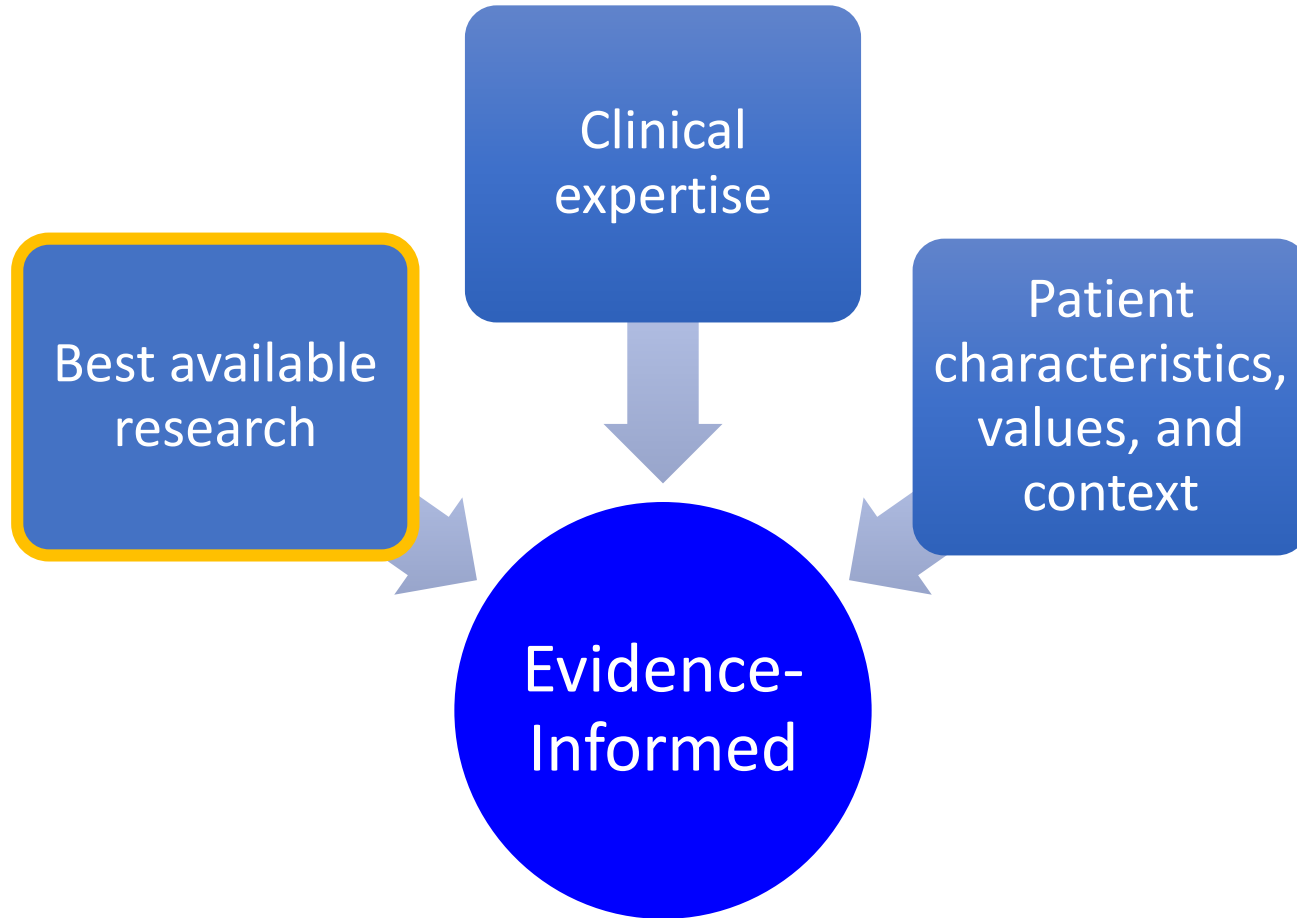 Clinical
expertise
Best available
research
Patient
characteristics,
values, and
context
Evidence-
Informed